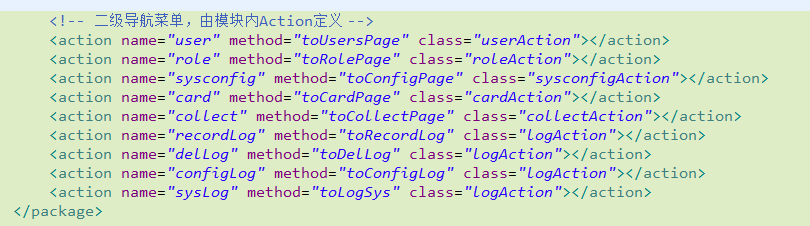 <!-- 二级导航菜单，由模块内Action定义 -->
<action name="user" method="toUsersPage" class="userAction"></action>
<action name="role" method="toRolePage" class="roleAction"></action>
<action name="sysconfig" method="toConfigPage" class="sysconfigAction"></action>
<action name="card" method="toCardPage" class="cardAction"></action>
<action name="collect" method="toCollectPage" class="collectAction"></action>
<action name="recordLog" method="toRecordLog" class="logAction"></action>
<action name="delLog" method="toDelLog" class="logAction"></action>
<action name="configLog" method="toConfigLog" class="logAction"></action>
<action name="sysLog" method="toLogSys" class="logAction"></action>
</package>